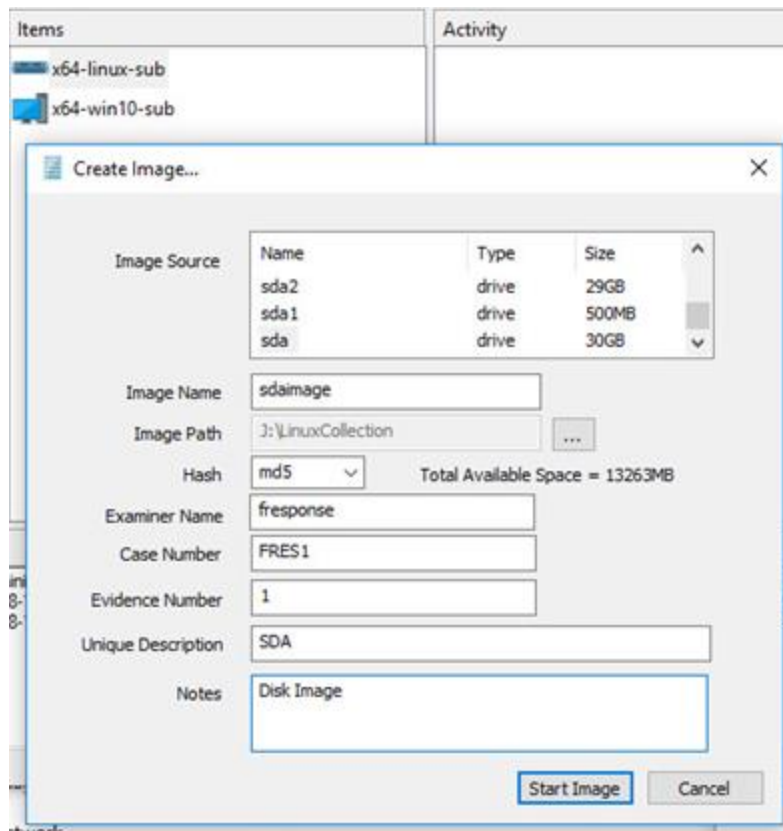 Items
Activity
x64-linux-sub
x64-win10-sub
Create Image...
Image Source
Name Type Size
sda2 drive 29GB
sda1 drive 500MB
sda drive 30GB
Image Name sdaimage
Image Path J:\LinuxCollection ...
Hash md5 Total Available Space = 13263MB
Examiner Name fresponse
Case Number FRES1
Evidence Number 1
Unique Description SDA
Notes Disk Image
Start Image Cancel